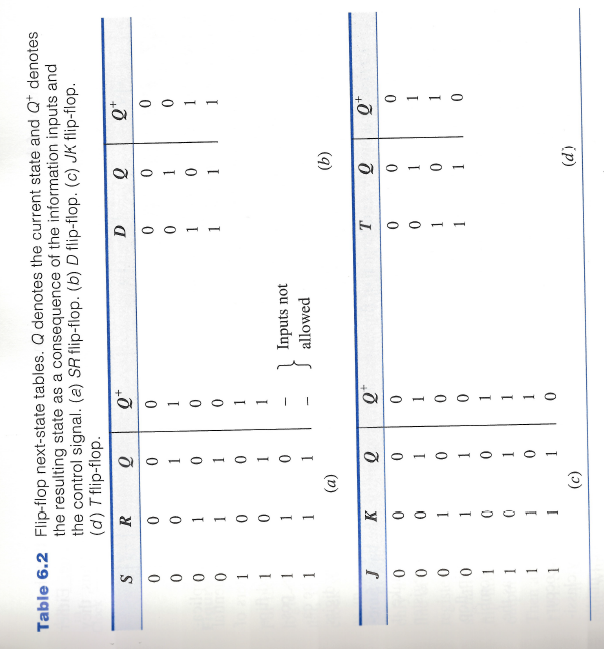 Table 6.2 Flip-flop next-state tables. Q denotes the current state and Q⁺ denotes
the resulting state as a consequence of the information inputs and
the control signal. (a) SR flip-flop. (b) D flip-flop. (c) JK flip-flop.
(d) T flip-flop.
S R Q Q⁺
0 0 0 0
0 0 1 1
0 1 0 0
0 1 1 0
1 0 0 1
1 0 1 1
1 1 0 –
1 1 1 –
} Inputs not
allowed
(a)
D Q Q⁺
0 0 0
0 1 0
1 0 1
1 1 1
(b)
J K Q Q⁺
0 0 0 0
0 0 1 1
0 1 0 0
0 1 1 0
1 0 0 1
1 0 1 1
1 1 0 1
1 1 1 0
(c)
T Q Q⁺
0 0 0
0 1 1
1 0 1
1 1 0
(d)